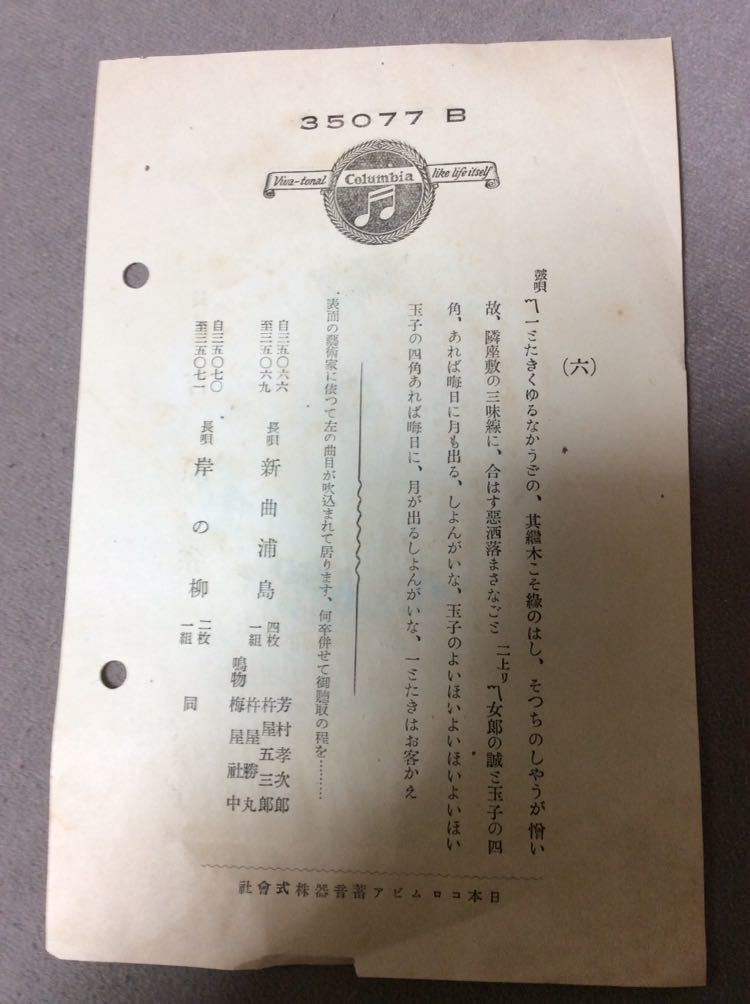 35077 B
Viva-tonal Columbia like life itself
(六)
鼓唄 〽一ㇳたきくゆるなかうどの、其繼木こそ緣のはし、そつちのしやうが憎い
故、隣座敷の三味線に、合はす惡洒落まさなごと 二上リ 〽女郎の誠と玉子の四
角、あれば晦日に月も出る、しよんがいな、玉子のよいほいよいほいよいほい
玉子の四角あれば晦日に、月が出るしよんがいな、一ㇳたきはお客かえ
表面の藝術家に依つて左の曲目が吹込まれて居ります、何卒併せて御聽取の程を………
自三五〇六六
至三五〇六九
長唄 新曲浦島 四枚一組
芳村孝次郎
杵屋五三郎
杵屋勝丸
鳴物 梅屋社中
自三五〇七〇
至三五〇七一
長唄 岸の柳 二枚一組 同
日本コロムビア蓄音器株式會社